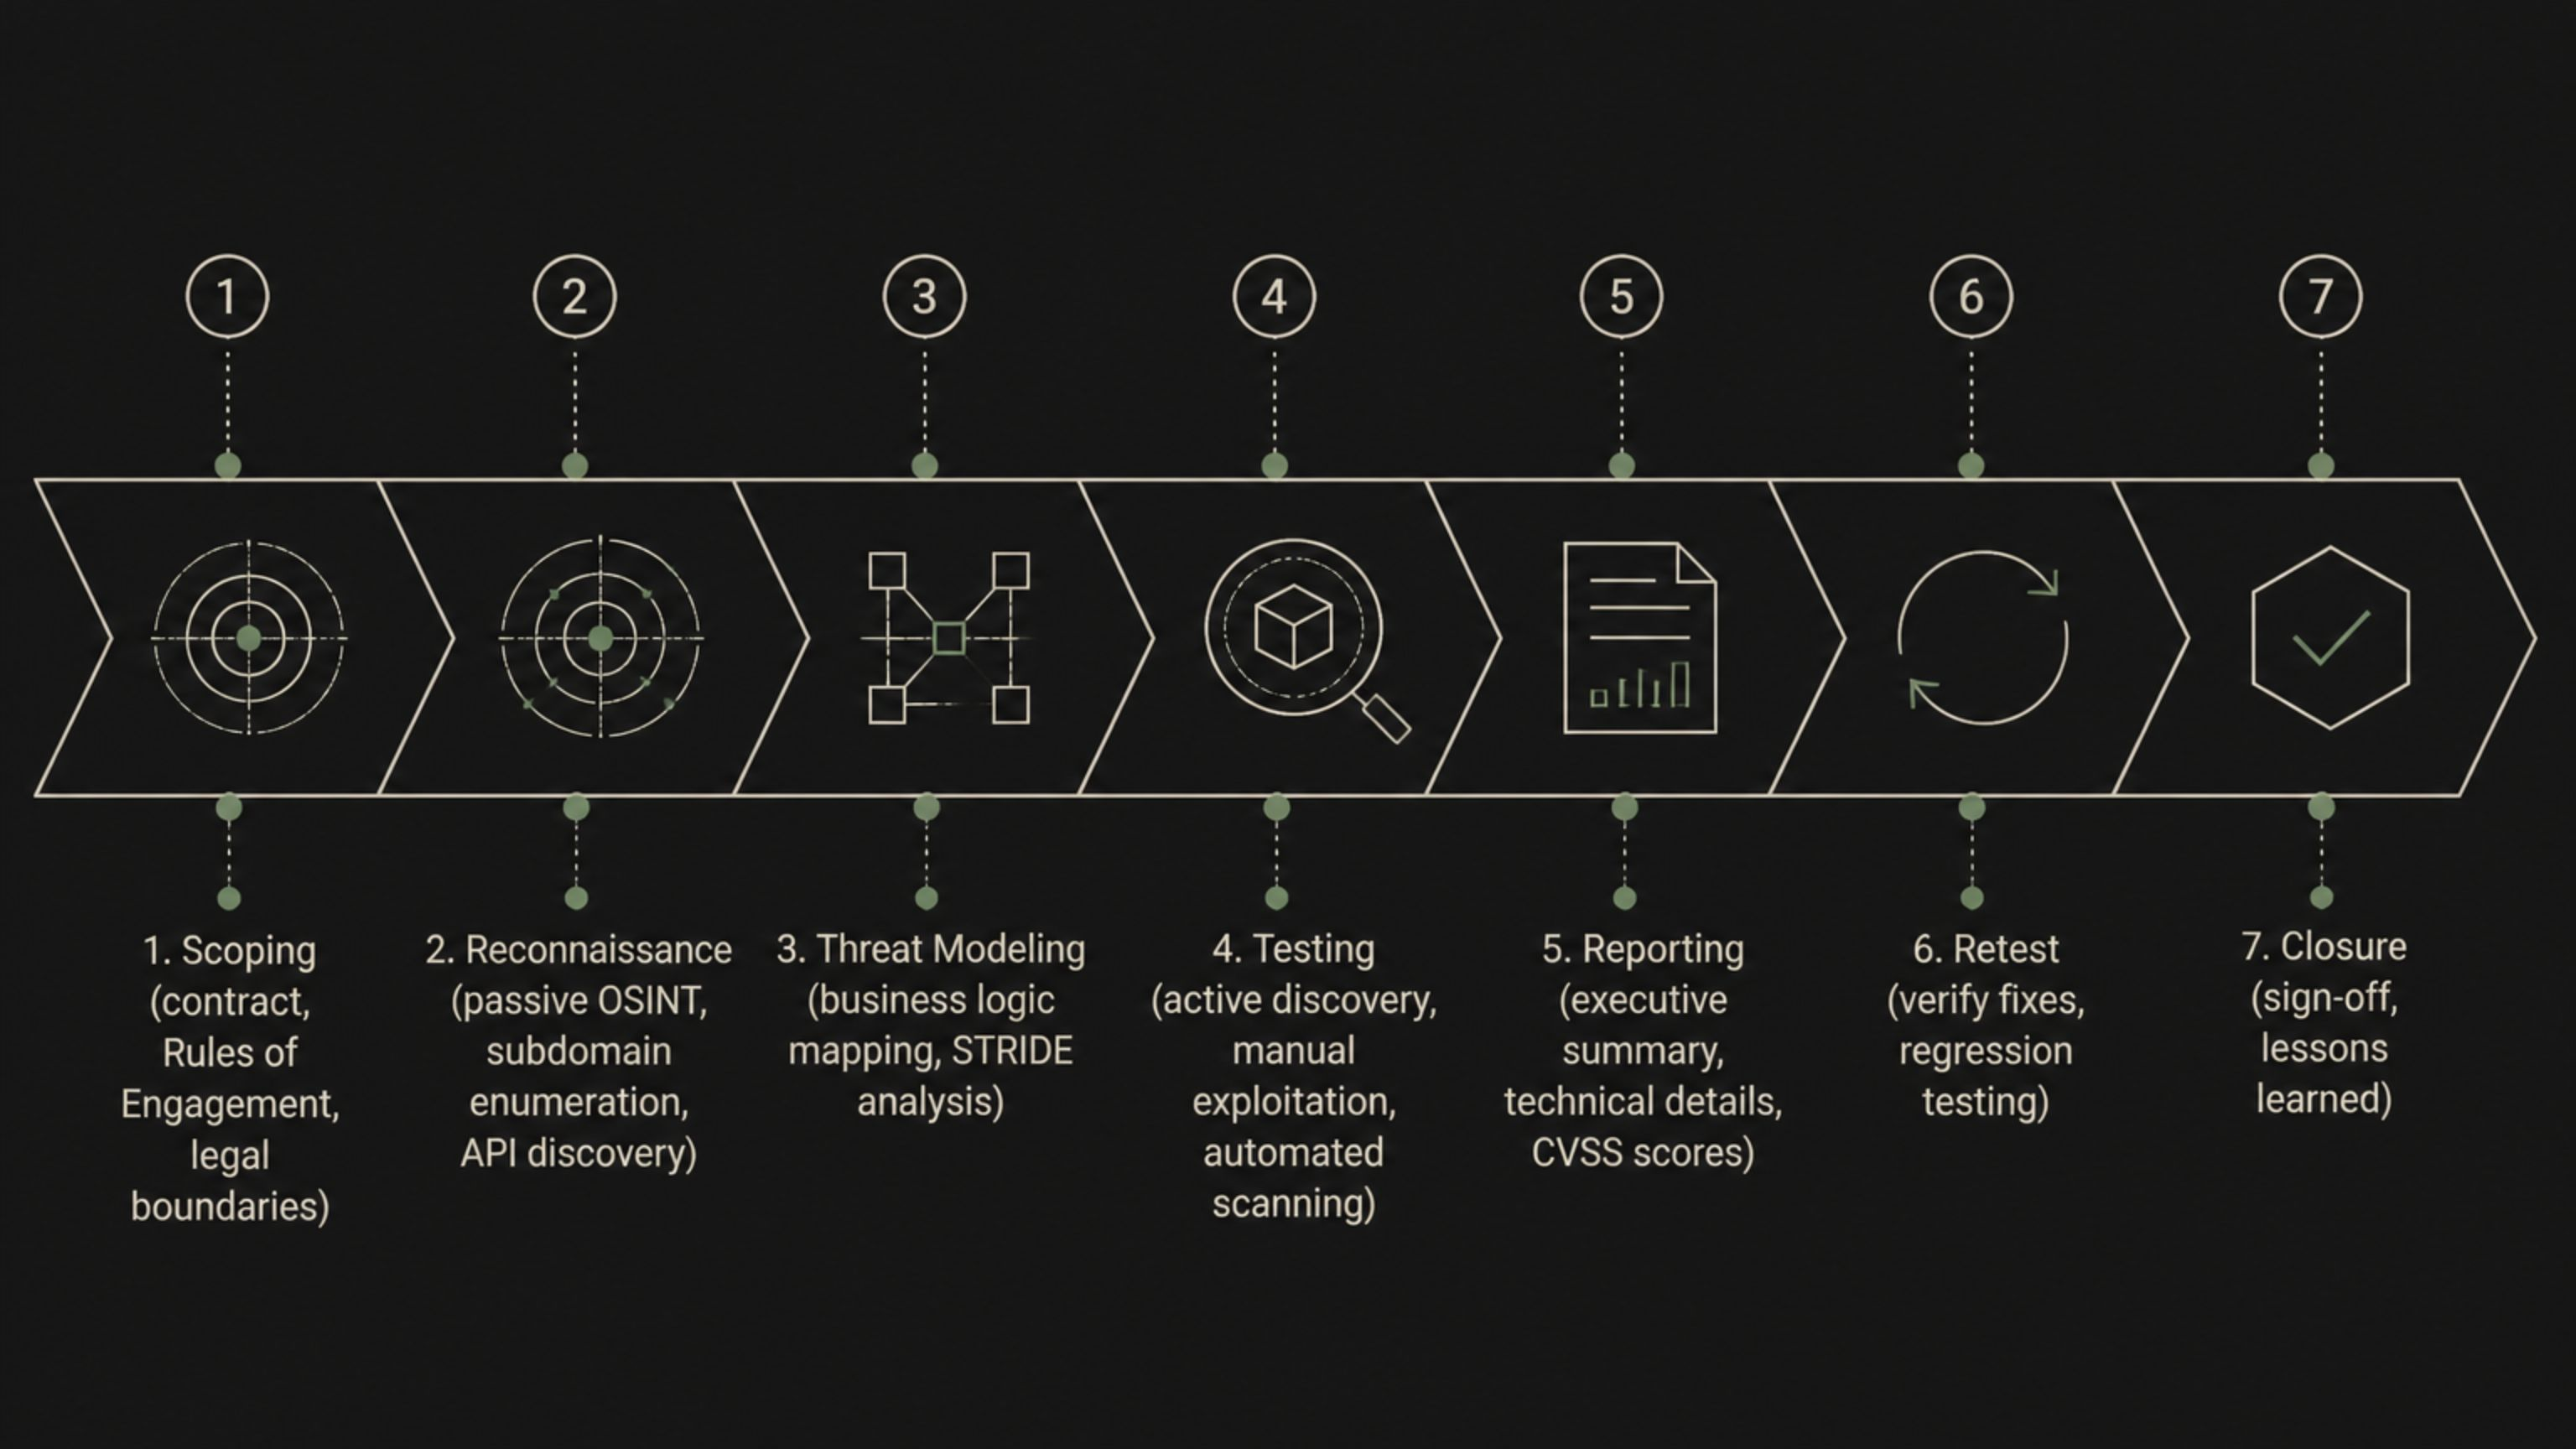 1
2
3
4
5
6
7
1. Scoping
(contract,
Rules of
Engagement,
legal
boundaries)
2. Reconnaissance
(passive OSINT,
subdomain
enumeration,
API discovery)
3. Threat Modeling
(business logic
mapping, STRIDE
analysis)
4. Testing
(active discovery,
manual
exploitation,
automated
scanning)
5. Reporting
(executive
summary,
technical details,
CVSS scores)
6. Retest
(verify fixes,
regression
testing)
7. Closure
(sign-off,
lessons
learned)